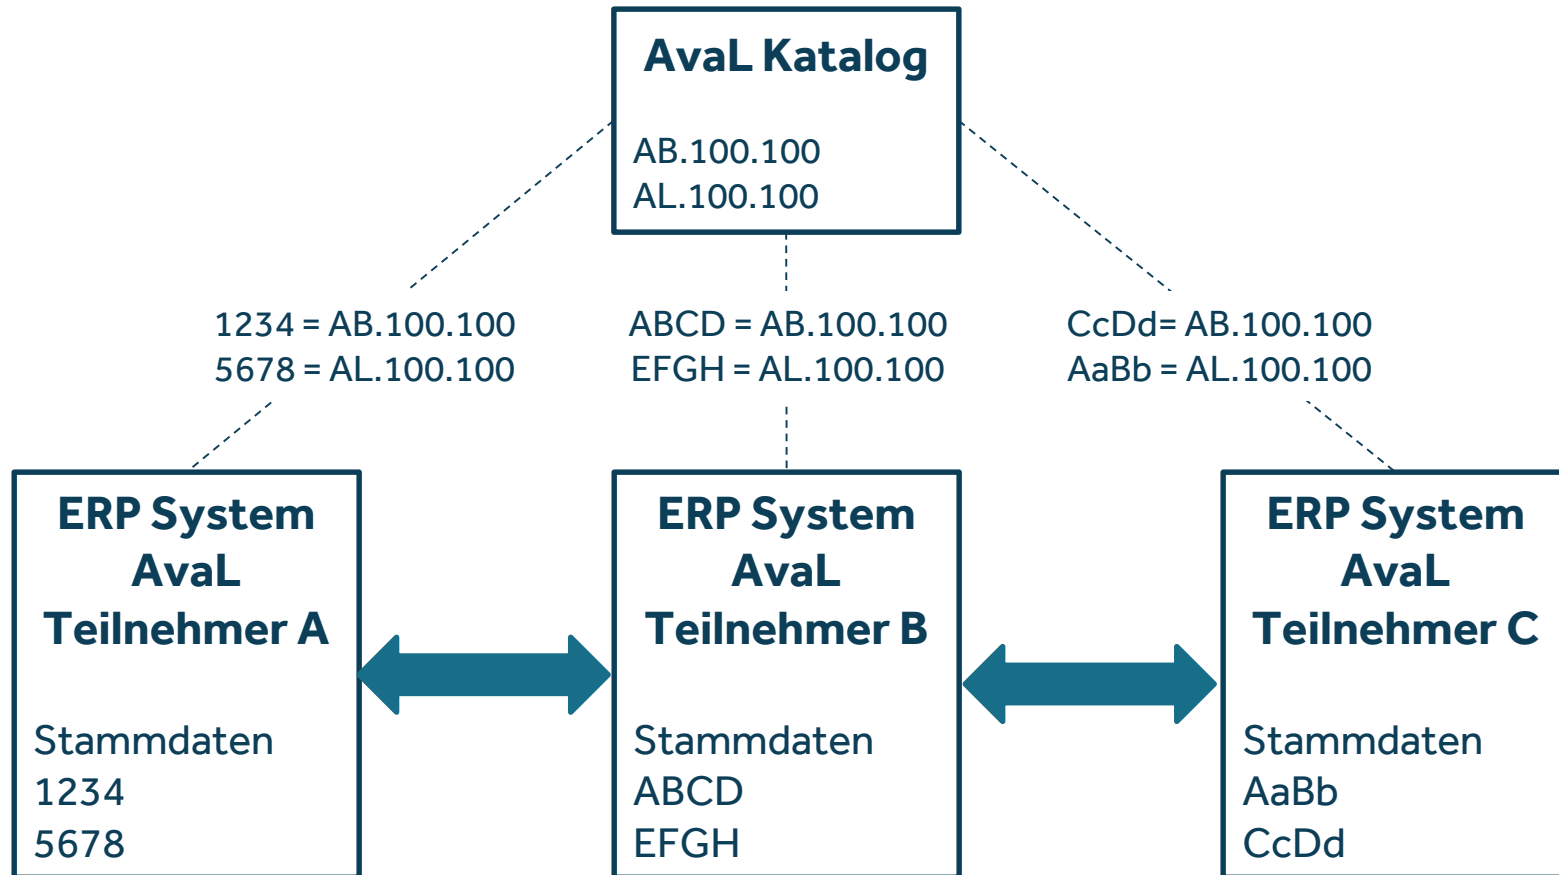 AvaL Katalog
AB.100.100
AL.100.100
1234 = AB.100.100
5678 = AL.100.100
ABCD = AB.100.100
EFGH = AL.100.100
CcDd= AB.100.100
AaBb = AL.100.100
ERP System
AvaL
Teilnehmer A
Stammdaten
1234
5678
ERP System
AvaL
Teilnehmer B
Stammdaten
ABCD
EFGH
ERP System
AvaL
Teilnehmer C
Stammdaten
AaBb
CcDd